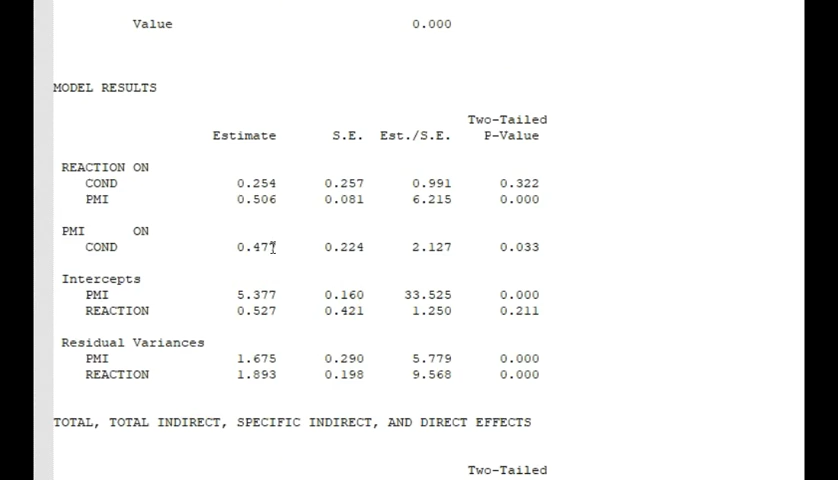 Value 0.000
MODEL RESULTS
Two-Tailed
Estimate S.E. Est./S.E. P-Value
REACTION ON
COND 0.254 0.257 0.991 0.322
PMI 0.506 0.081 6.215 0.000
PMI ON
COND 0.477 0.224 2.127 0.033
Intercepts
PMI 5.377 0.160 33.525 0.000
REACTION 0.527 0.421 1.250 0.211
Residual Variances
PMI 1.675 0.290 5.779 0.000
REACTION 1.893 0.198 9.568 0.000
TOTAL, TOTAL INDIRECT, SPECIFIC INDIRECT, AND DIRECT EFFECTS
Two-Tailed